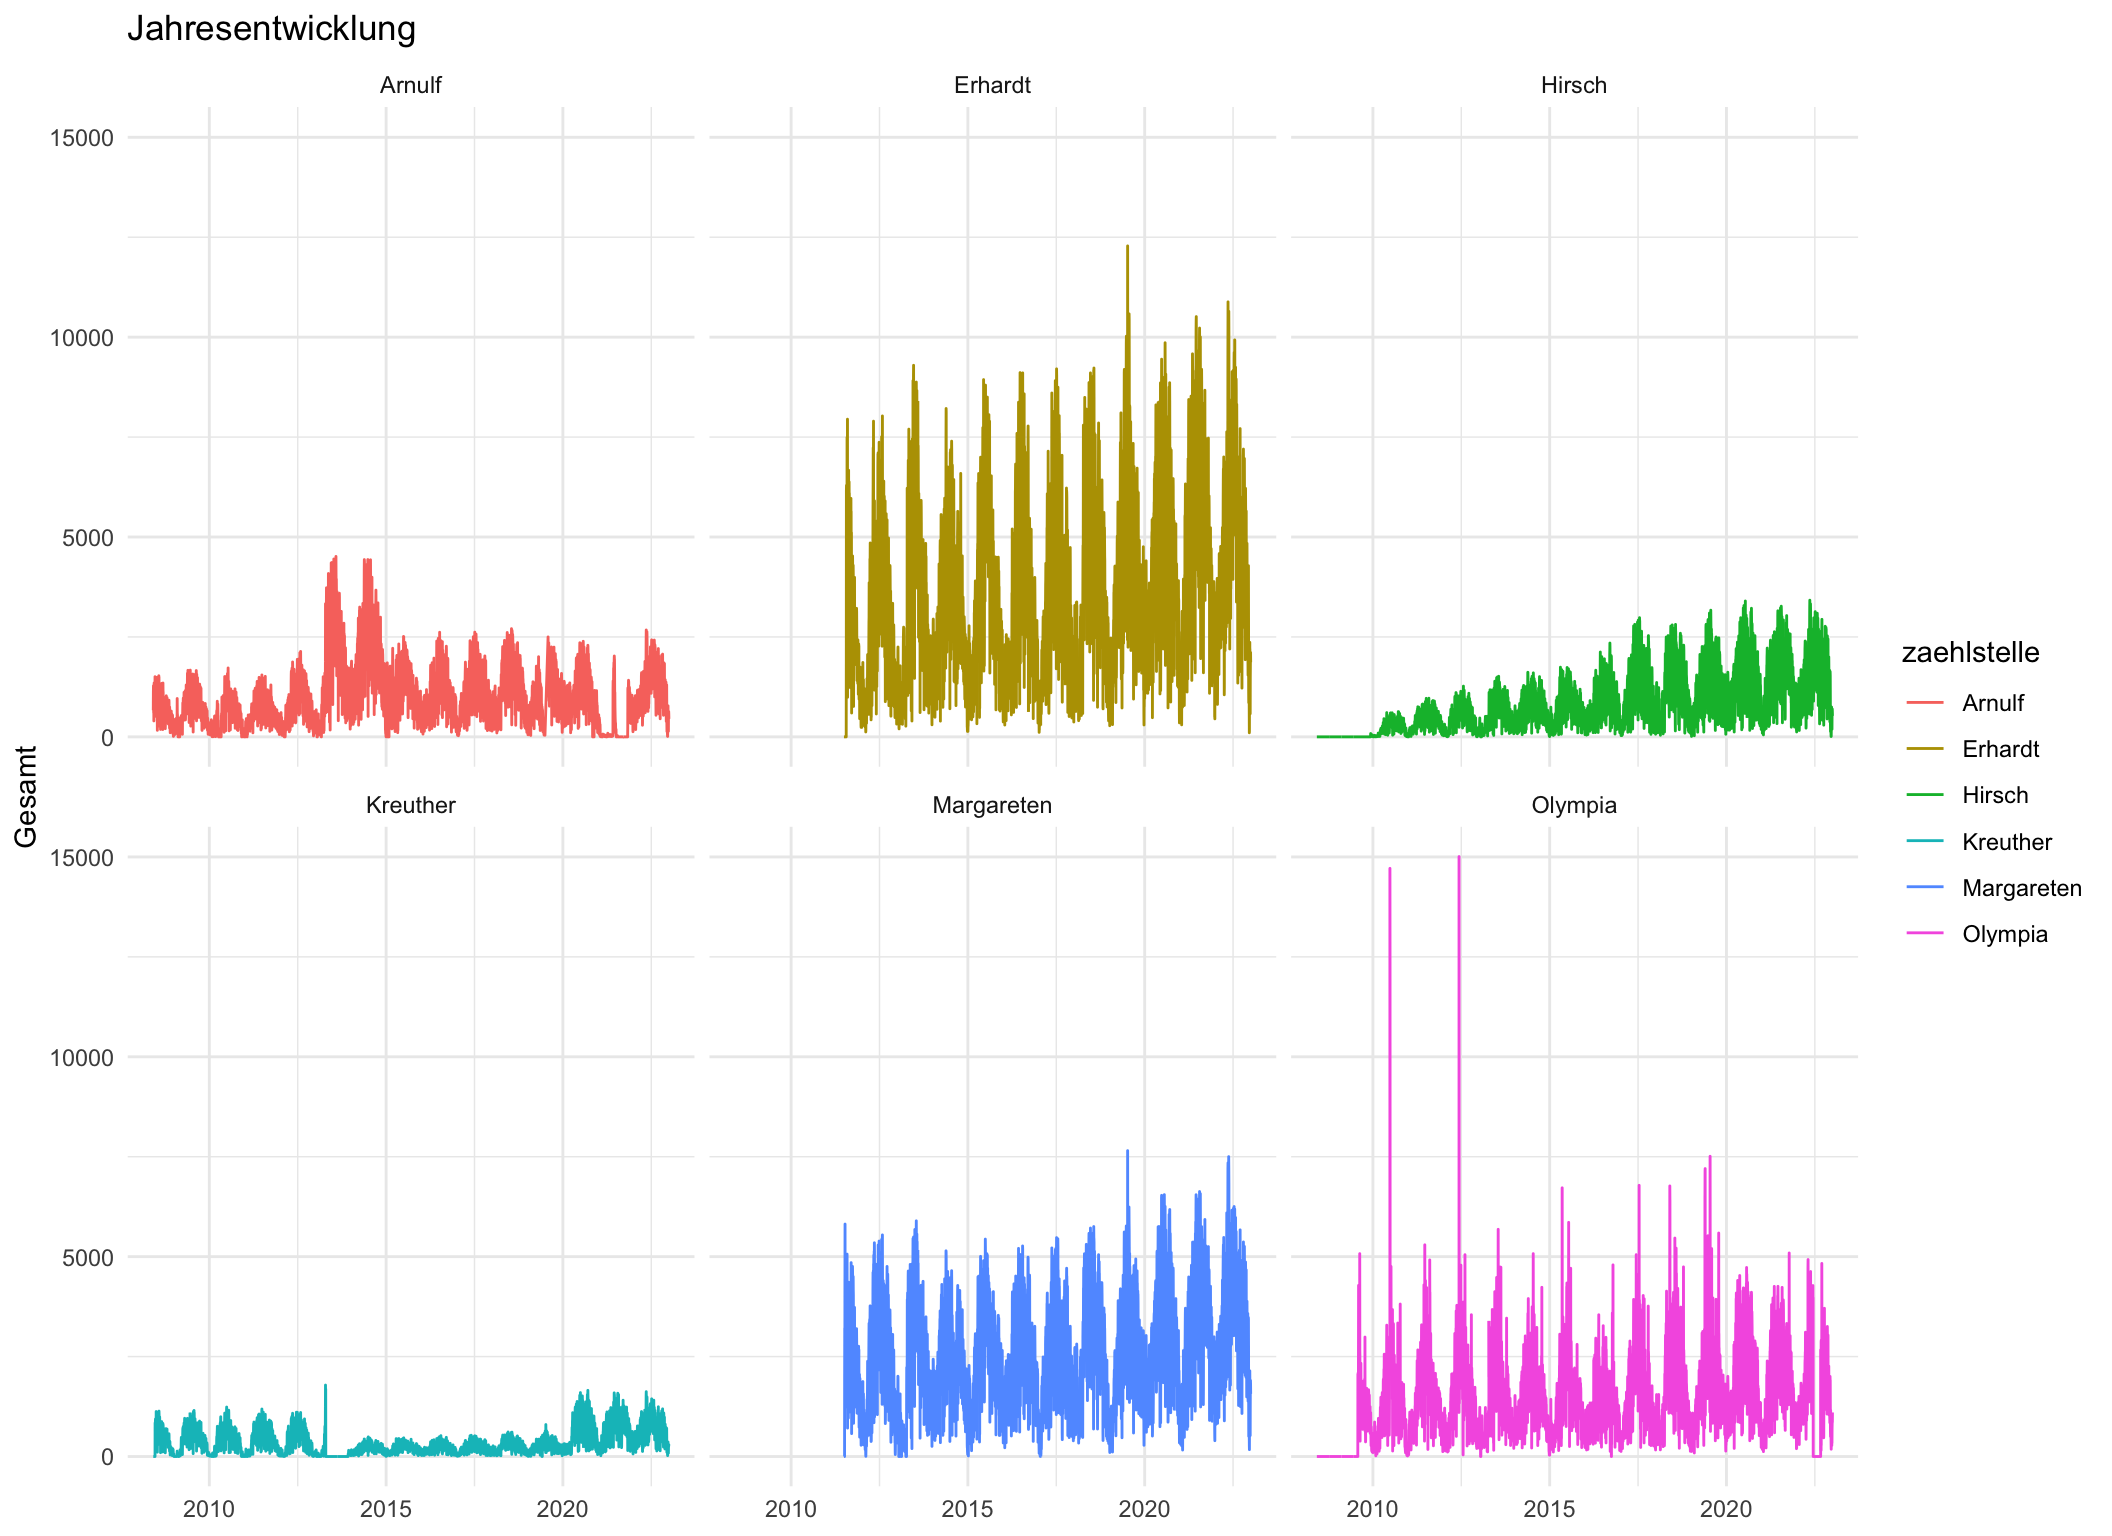 Jahresentwicklung
Arnulf
Erhardt
Hirsch
15000
10000
5000
0
Gesamt
Kreuther
Margareten
Olympia
15000
10000
5000
0
2010 2015 2020
2010 2015 2020
2010 2015 2020
zaehlstelle
Arnulf
Erhardt
Hirsch
Kreuther
Margareten
Olympia